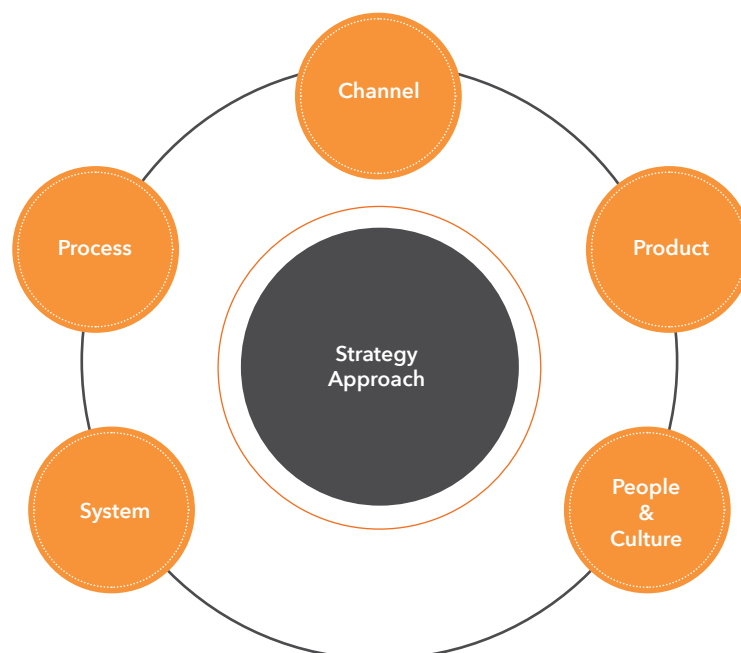 Channel
Process
Product
Strategy
Approach
System
People
&
Culture